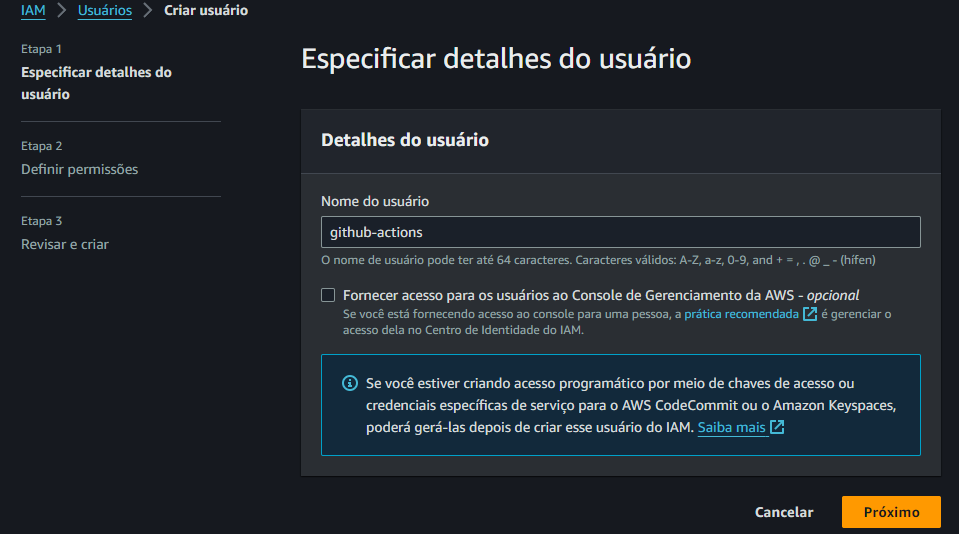 IAM > Usuários > Criar usuário
Etapa 1
Especificar detalhes do
usuário
Etapa 2
Definir permissões
Etapa 3
Revisar e criar
Especificar detalhes do usuário
Detalhes do usuário
Nome do usuário
github-actions
O nome de usuário pode ter até 64 caracteres. Caracteres válidos: A-Z, a-z, 0-9, and + = , . @ _ - (hífen)
Fornecer acesso para os usuários ao Console de Gerenciamento da AWS - opcional
Se você está fornecendo acesso ao console para uma pessoa, a prática recomendada é gerenciar o
acesso dela no Centro de Identidade do IAM.
Se você estiver criando acesso programático por meio de chaves de acesso ou
credenciais específicas de serviço para o AWS CodeCommit ou o Amazon Keyspaces,
poderá gerá-las depois de criar esse usuário do IAM. Saiba mais
Cancelar
Próximo